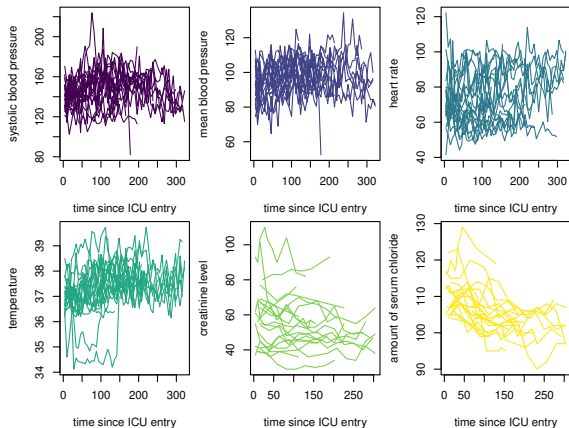 systolic blood pressure
80 120 160 200
0 100 200 300
time since ICU entry
mean blood pressure
60 80 100 120
0 100 200 300
time since ICU entry
heart rate
40 60 80 100 120
0 100 200 300
time since ICU entry
temperature
34 35 36 37 38 39
0 100 200 300
time since ICU entry
creatinine level
40 60 80 100
0 50 150 250
time since ICU entry
amount of serum chloride
90 100 110 120 130
0 50 150 250
time since ICU entry